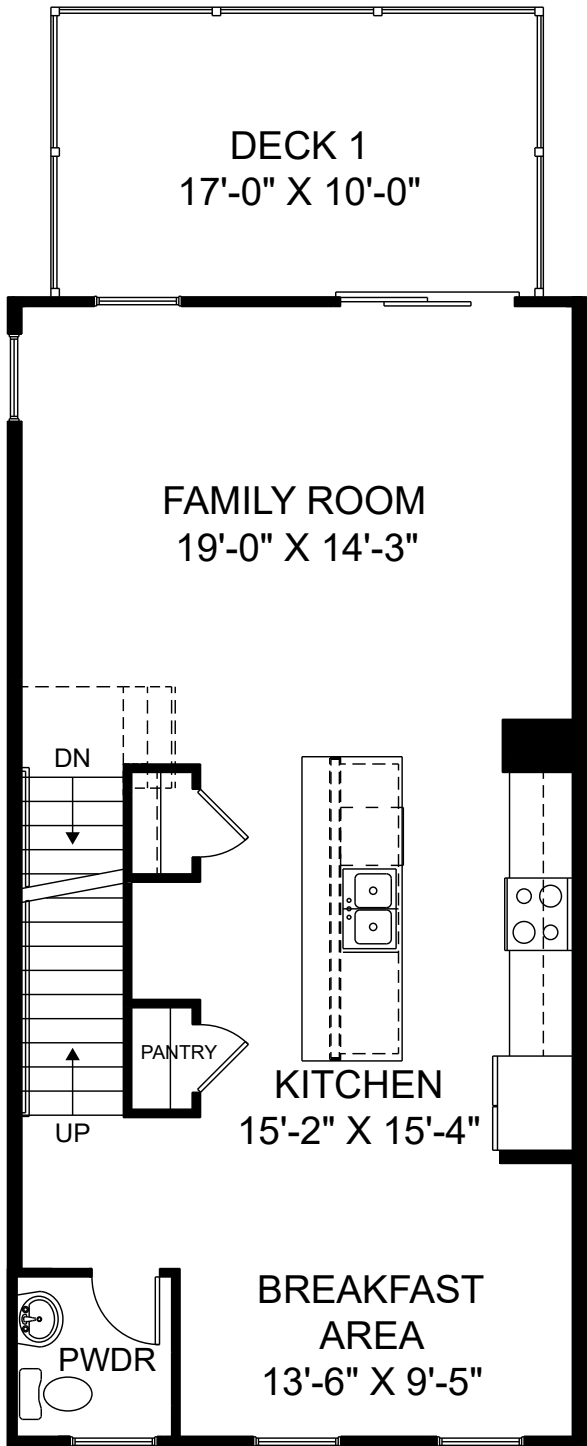 DECK 1
17'-0" X 10'-0"
FAMILY ROOM
19'-0" X 14'-3"
DN
PANTRY
KITCHEN
15'-2" X 15'-4"
UP
BREAKFAST
AREA
13'-6" X 9'-5"
PWDR